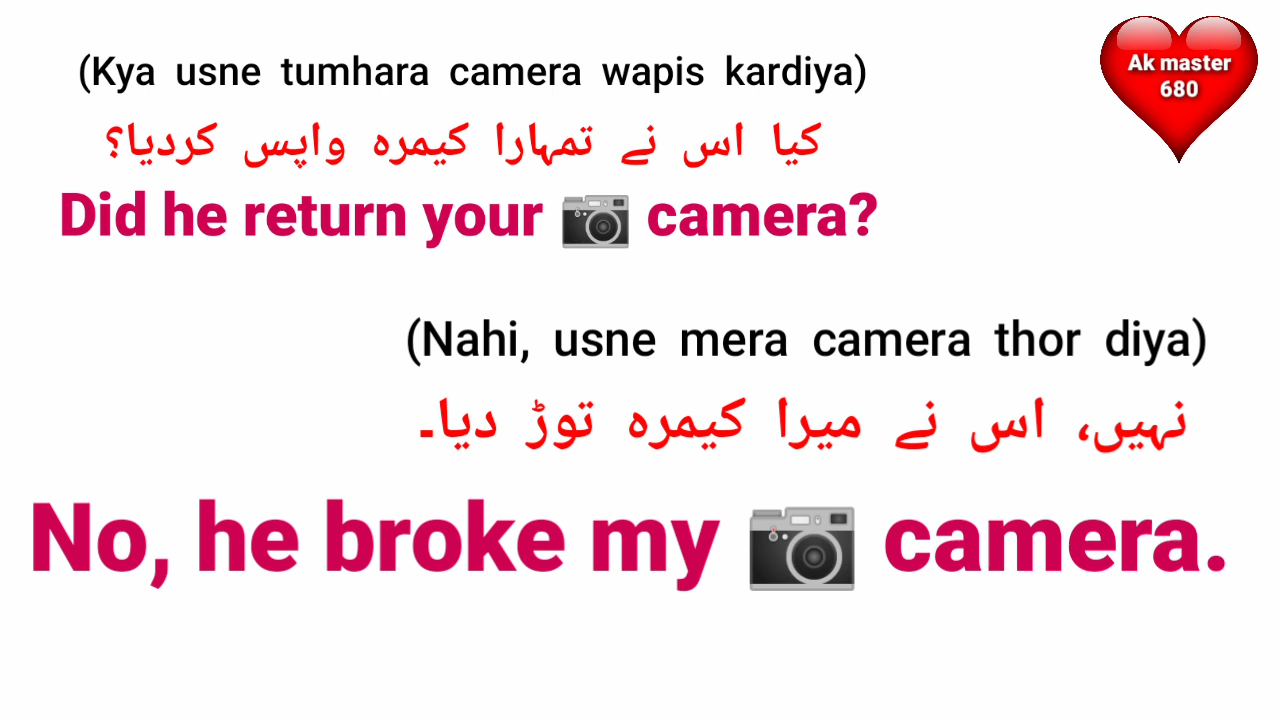 (Kya usne tumhara camera wapis kardiya)
کیا اس نے تمہارا کیمرہ واپس کردیا؟
Did he return your 📷 camera?
(Nahi, usne mera camera thor diya)
نہیں، اس نے میرا کیمرہ توڑ دیا۔
No, he broke my 📷 camera.
Ak master
680